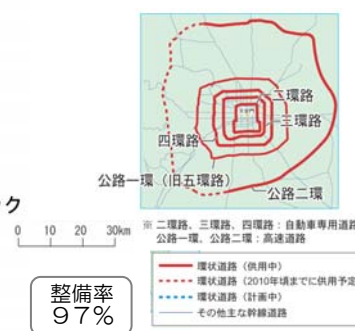 二環路
三環路
四環路
公路一環(旧五環路)
公路二環
ック
0 10 20 30km
※ 二環路、三環路、四環路:自動車専用道路
公路一環、公路二環:高速道路
環状道路(供用中)
環状道路(2010年頃までに供用予定
環状道路(計画中)
その他主な幹線道路
整備率
97%